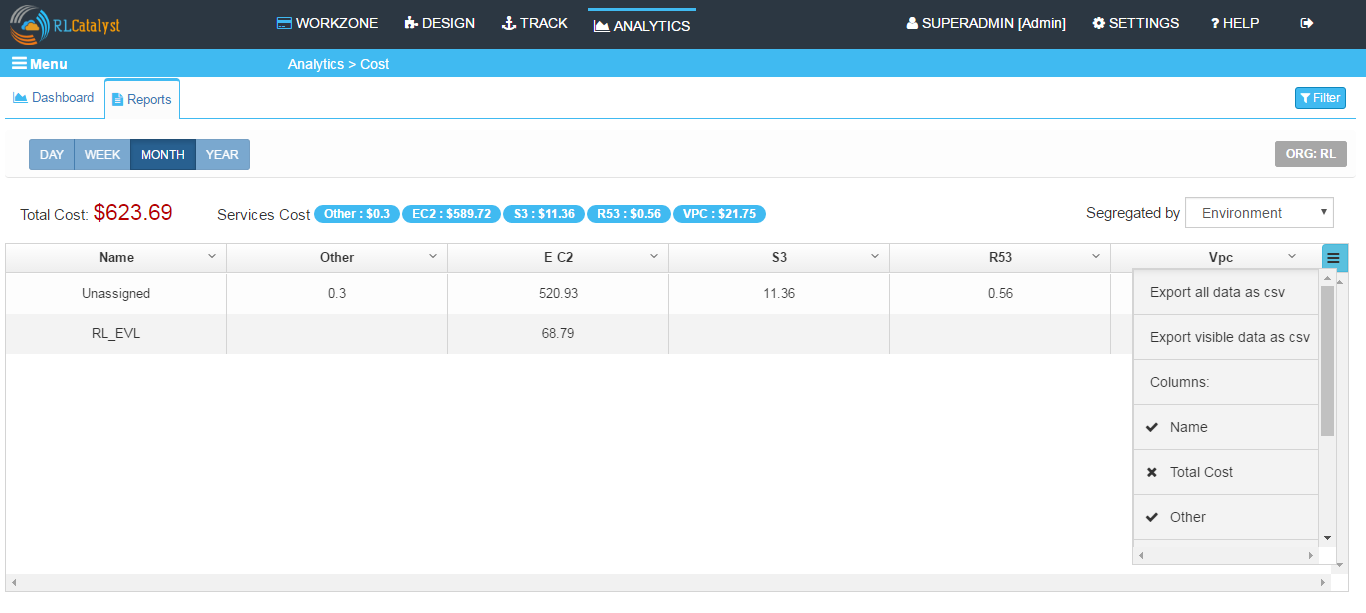 RLCatalyst WORKZONE DESIGN TRACK ANALYTICS SUPERADMIN [Admin] SETTINGS ? HELP
Menu Analytics > Cost
Dashboard Reports Filter
DAY WEEK MONTH YEAR ORG: RL
Total Cost: $623.69 Services Cost Other : $0.3 EC2 : $589.72 S3 : $11.36 R53 : $0.56 VPC : $21.75 Segregated by Environment
Name Other E C2 S3 R53 Vpc
Unassigned 0.3 520.93 11.36 0.56
RL_EVL 68.79
Export all data as csv
Export visible data as csv
Columns:
Name
Total Cost
Other